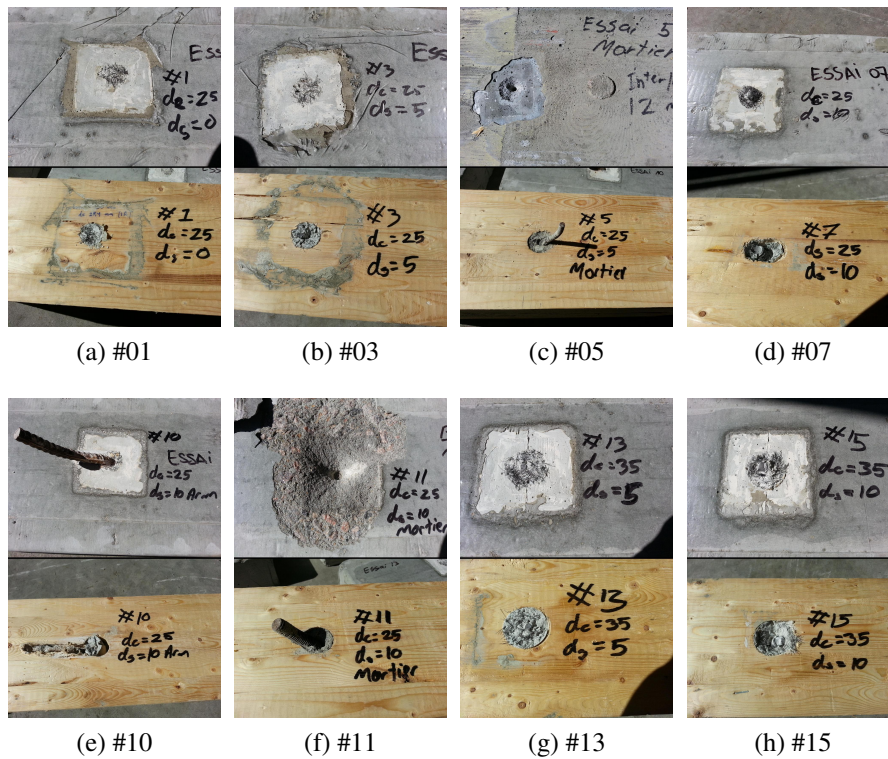 ESS
#1
dc=25
ds=0
ESS
#3
dc=25
ds=5
ESSAi 5
Mortier
12
ESSAi 07
dc=25
ds=10
#1
dc=25
ds=0
#3
dc=25
ds=5
#5
dc=25
ds=5
Mortier
#7
ds=25
ds=10
(a) #01
(b) #03
(c) #05
(d) #07
#10
ESSAi
dc=25
ds=10 Arm
#11
dc=25
ds=10
mortier
#13
dc=35
ds=5
#15
dc=35
ds=10
#10
dc=25
ds=10 Arm
#11
dc=25
ds=10
Mortier
#13
dc=35
ds=5
#15
dc=35
ds=10
(e) #10
(f) #11
(g) #13
(h) #15